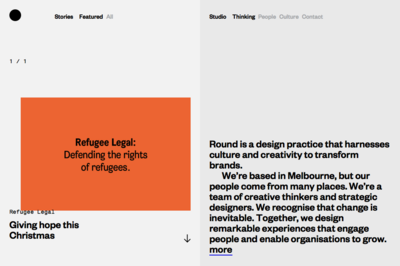 Stories Featured All
1 / 1
Refugee Legal:
Defending the rights
of refugees.
Refugee Legal
Giving hope this
Christmas
Studio Thinking People Culture Contact
Round is a design practice that harnesses
culture and creativity to transform
brands.
We're based in Melbourne, but our
people come from many places. We're a
team of creative thinkers and strategic
designers. We recognise that change is
inevitable. Together, we design
remarkable experiences that engage
people and enable organisations to grow.
more